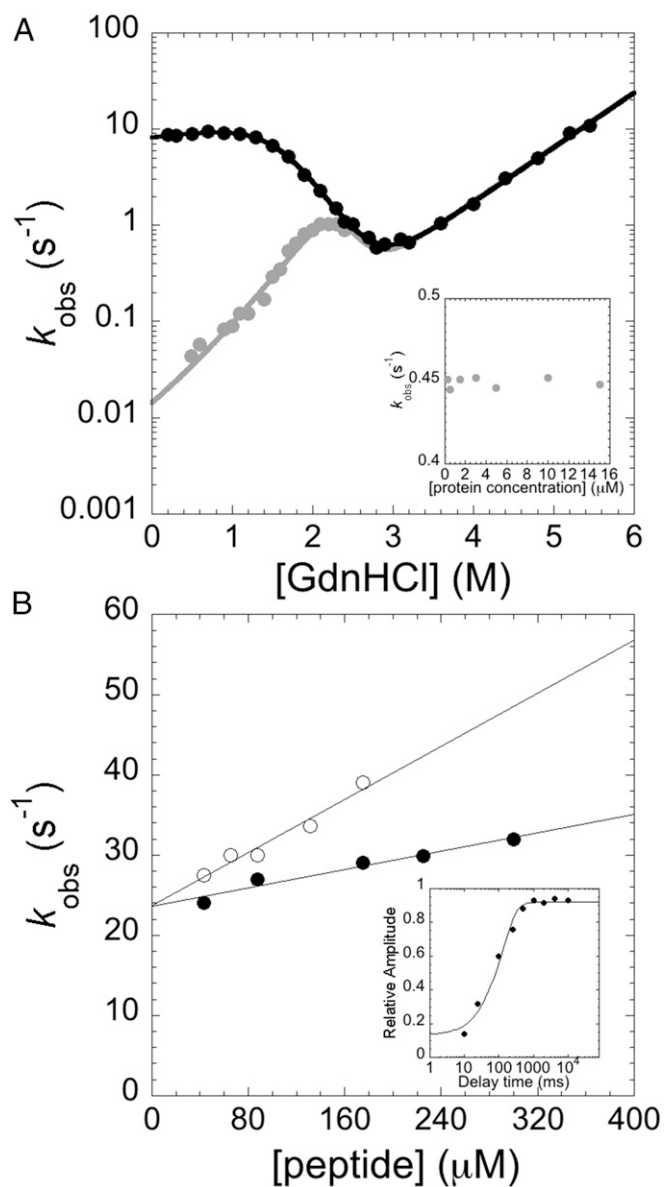 A
100
10
1
0.1
0.01
0.001
k obs (s⁻¹)
0 1 2 3 4 5 6
[GdnHCl] (M)
0.5
0.45
0.4
k obs (s⁻¹)
0 2 4 6 8 10 12 14 16
[protein concentration] (μM)
B
60
50
40
30
20
10
0
k obs (s⁻¹)
0 80 160 240 320 400
[peptide] (μM)
1
0.8
0.6
0.4
0.2
0
Relative Amplitude
1 10 100 1000 10⁴
Delay time (ms)